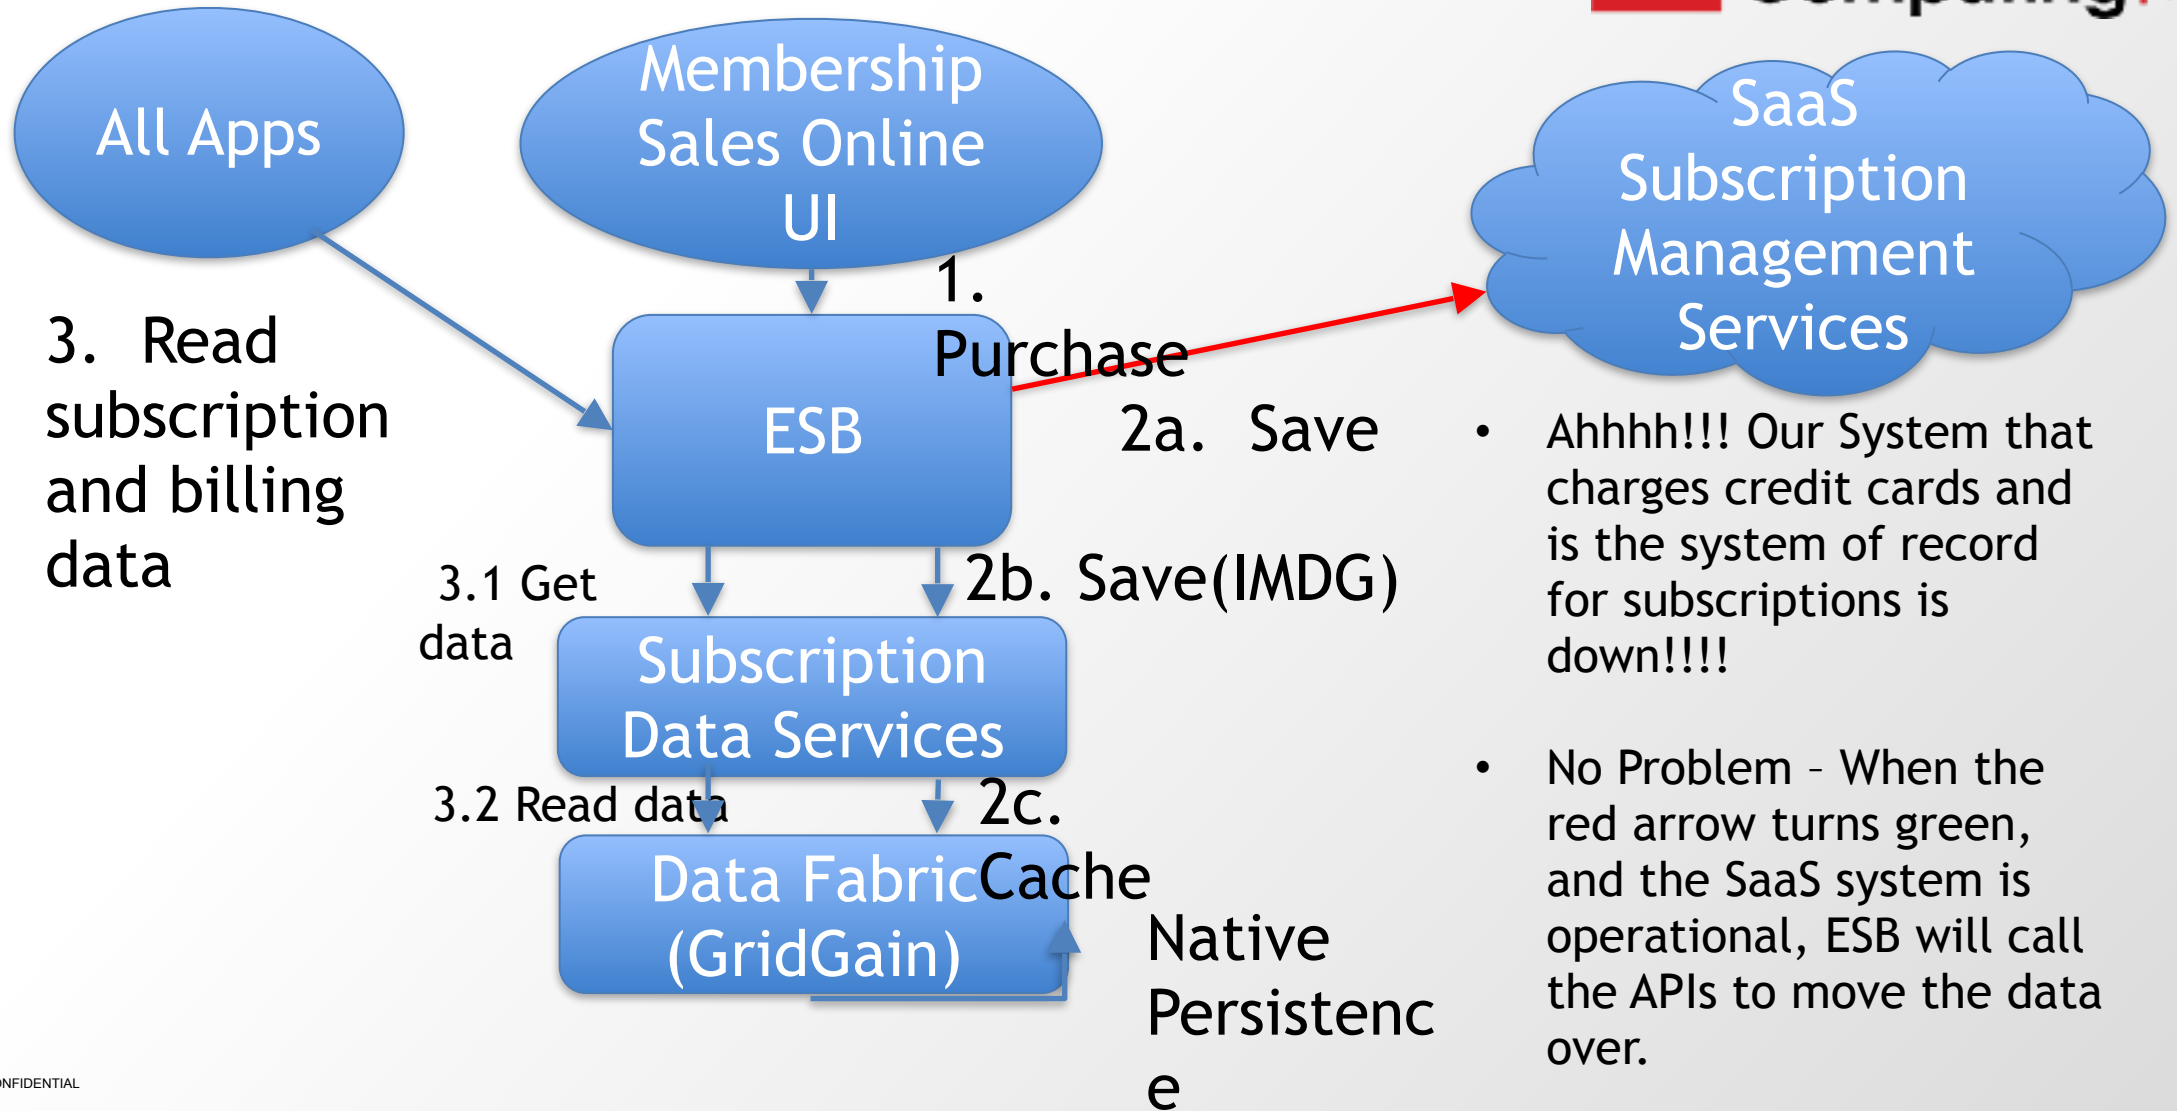 Computing
All Apps
Membership
Sales Online
UI
SaaS
Subscription
Management
Services
1.
Purchase
3. Read
subscription
and billing
data
ESB
2a. Save
2b. Save(IMDG)
3.1 Get
data
Subscription
Data Services
3.2 Read data
2c.
Cache
Data Fabric
(GridGain)
Native
Persistenc
e
• Ahhhh!!! Our System that
charges credit cards and
is the system of record
for subscriptions is
down!!!!
• No Problem – When the
red arrow turns green,
and the SaaS system is
operational, ESB will call
the APIs to move the data
over.
ONFIDENTIAL